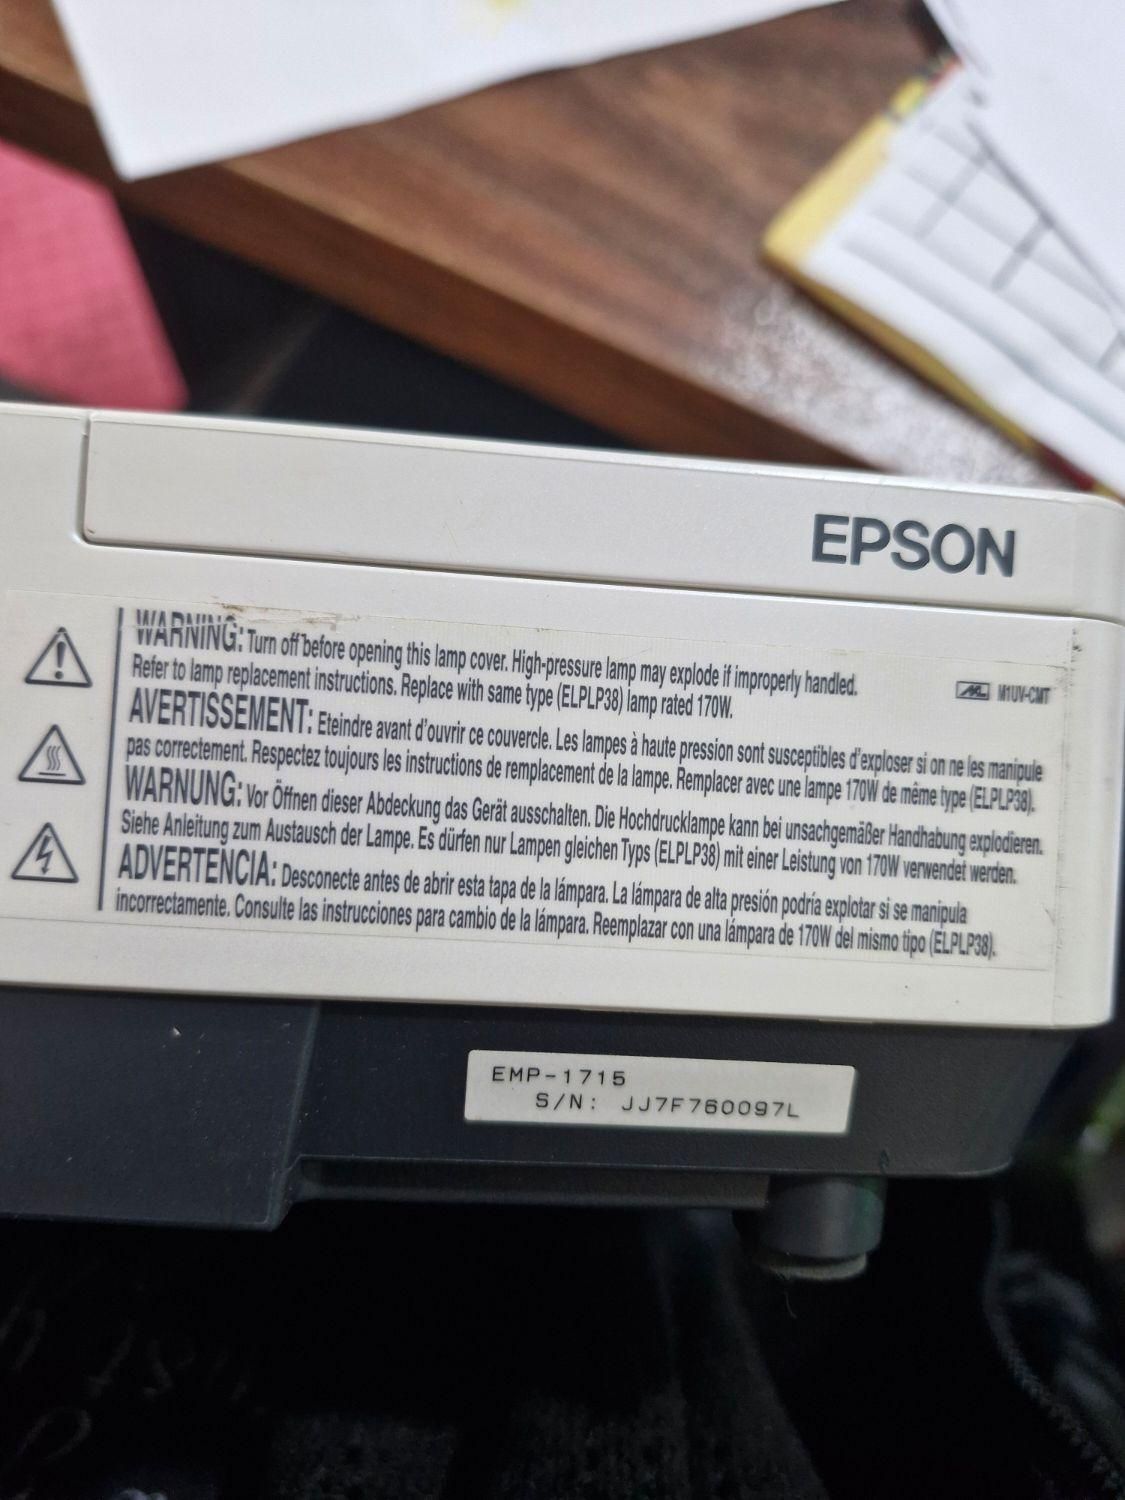 EPSON
WARNING: Turn off before opening this lamp cover. High-pressure lamp may explode if improperly handled.
Refer to lamp replacement instructions. Replace with same type (ELPLP38) lamp rated 170W.
M1UV-CMT
AVERTISSEMENT: Eteindre avant d'ouvrir ce couvercle. Les lampes à haute pression sont susceptibles d'exploser si on ne les manipule
pas correctement. Respectez toujours les instructions de remplacement de la lampe. Remplacer avec une lampe 170W de même type (ELPLP38).
WARNUNG: Vor Öffnen dieser Abdeckung das Gerät ausschalten. Die Hochdrucklampe kann bei unsachgemäßer Handhabung explodieren.
Siehe Anleitung zum Austausch der Lampe. Es dürfen nur Lampen gleichen Typs (ELPLP38) mit einer Leistung von 170W verwendet werden.
ADVERTENCIA: Desconecte antes de abrir esta tapa de la lámpara. La lámpara de alta presión podría explotar si se manipula
incorrectamente. Consulte las instrucciones para cambio de la lámpara. Reemplazar con una lámpara de 170W del mismo tipo (ELPLP38).
EMP-1715
S/N: JJ7F760097L